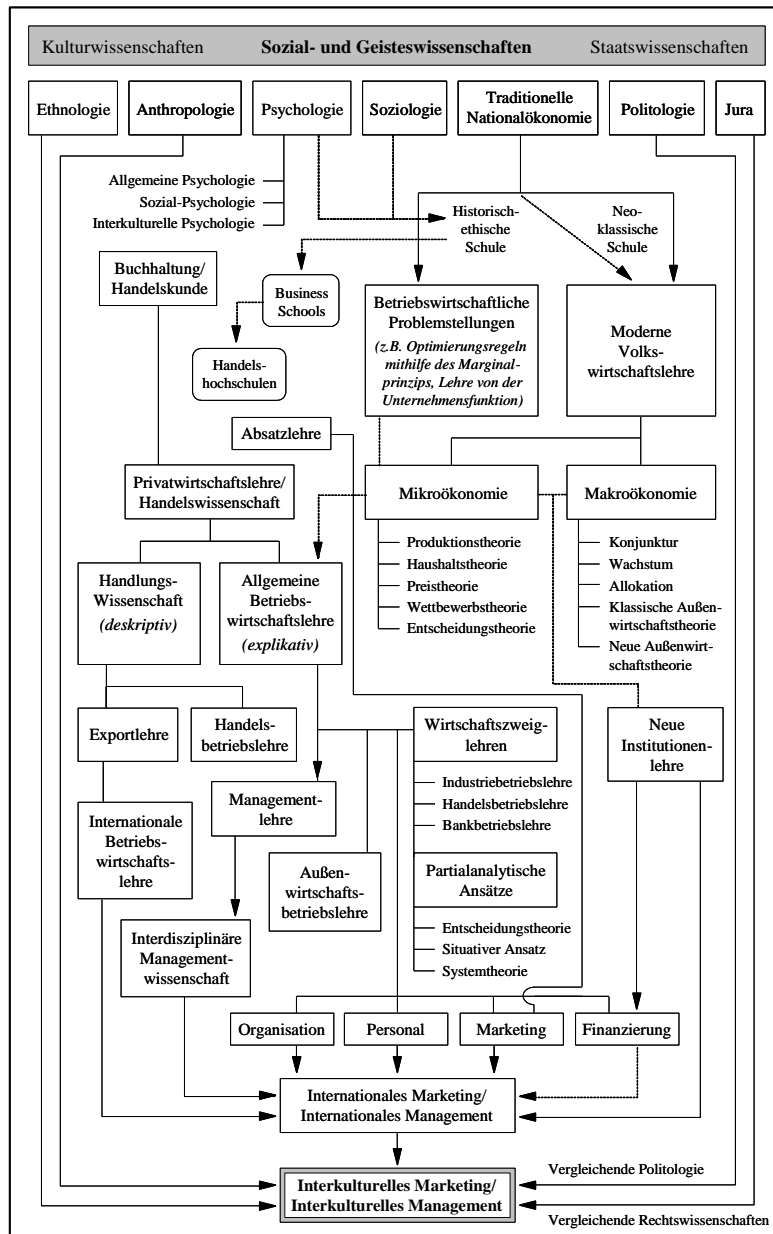 Kulturwissenschaften Sozial- und Geisteswissenschaften Staatswissenschaften
Ethnologie
Anthropologie
Psychologie
Soziologie
Traditionelle
Nationalökonomie
Politologie
Jura
Allgemeine Psychologie
Sozial-Psychologie
Interkulturelle Psychologie
Historisch-
ethische
Schule
Neo-
klassische
Schule
Buchhaltung/
Handelskunde
Business
Schools
Handels-
hochschulen
Betriebswirtschaftliche
Problemstellungen
(z.B. Optimierungsregeln
mithilfe des Marginal-
prinzips, Lehre von der
Unternehmensfunktion)
Moderne
Volks-
wirtschaftslehre
Absatzlehre
Privatwirtschaftslehre/
Handelswissenschaft
Mikroökonomie
Makroökonomie
Produktionstheorie
Haushaltstheorie
Preistheorie
Wettbewerbstheorie
Entscheidungstheorie
Konjunktur
Wachstum
Allokation
Klassische Außen-
wirtschaftstheorie
Neue Außenwirt-
schaftstheorie
Handlungs-
Wissenschaft
(deskriptiv)
Allgemeine
Betriebs-
wirtschaftslehre
(explikativ)
Exportlehre
Handels-
betriebslehre
Wirtschaftszweig-
lehren
Neue
Institutionen-
lehre
Industriebetriebslehre
Handelsbetriebslehre
Bankbetriebslehre
Management-
lehre
Internationale
Betriebs-
wirtschafts-
lehre
Außen-
wirtschafts-
betriebslehre
Partialanalytische
Ansätze
Entscheidungstheorie
Situativer Ansatz
Systemtheorie
Interdisziplinäre
Management-
wissenschaft
Organisation
Personal
Marketing
Finanzierung
Internationales Marketing/
Internationales Management
Vergleichende Politologie
Interkulturelles Marketing/
Interkulturelles Management
Vergleichende Rechtswissenschaften